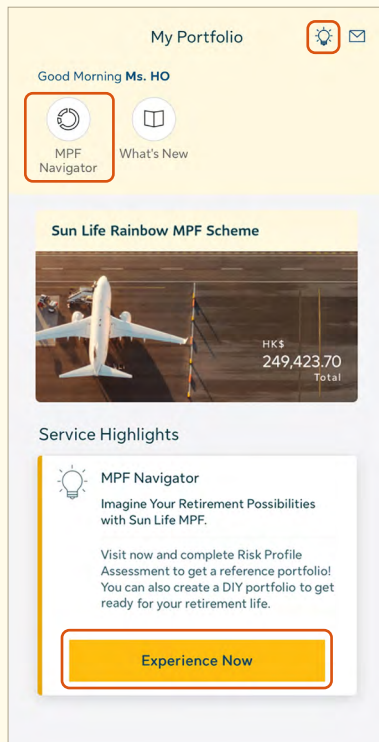 My Portfolio
Good Morning Ms. HO
MPF
Navigator
What's New
Sun Life Rainbow MPF Scheme
HK$
249,423.70
Total
Service Highlights
MPF Navigator
Imagine Your Retirement Possibilities
with Sun Life MPF.
Visit now and complete Risk Profile
Assessment to get a reference portfolio!
You can also create a DIY portfolio to get
ready for your retirement life.
Experience Now